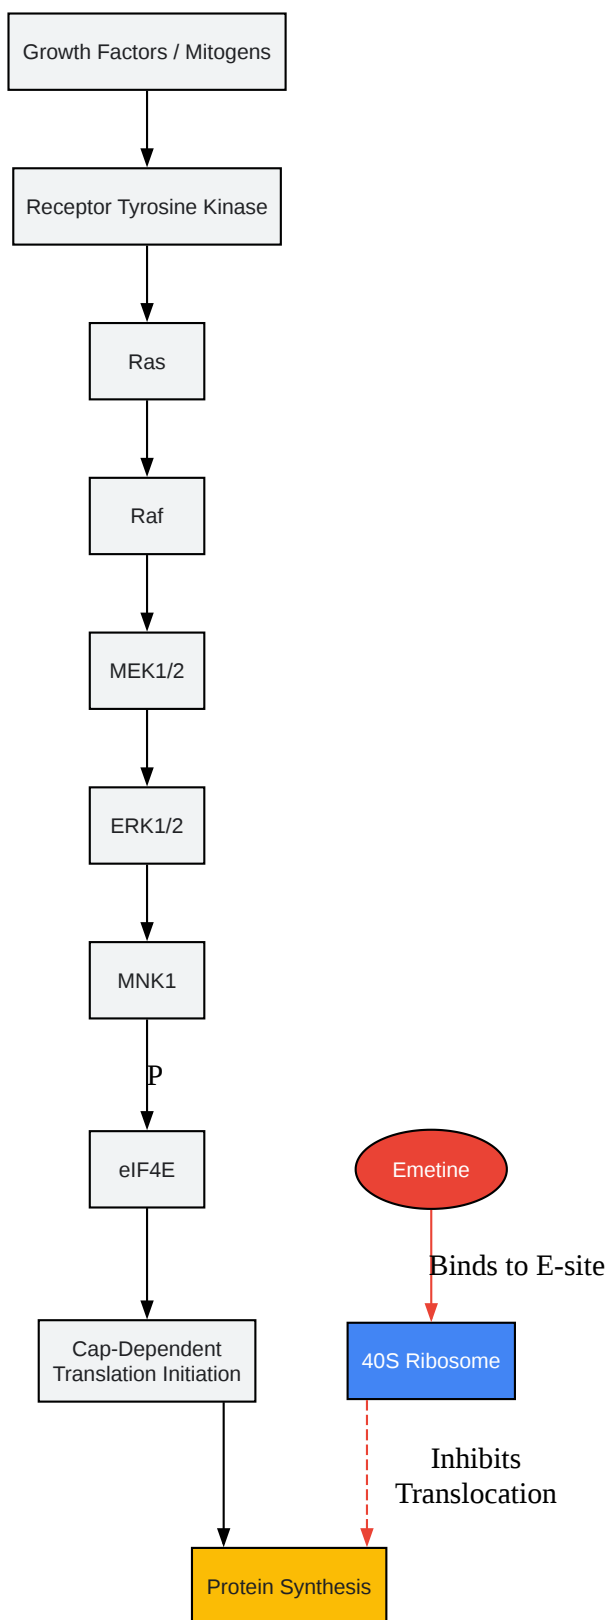 Growth Factors / Mitogens
Receptor Tyrosine Kinase
Ras
Raf
MEK1/2
ERK1/2
MNK1
P
eIF4E
Emetine
Binds to E-site
Cap-Dependent
Translation Initiation
40S Ribosome
Inhibits
Translocation
Protein Synthesis